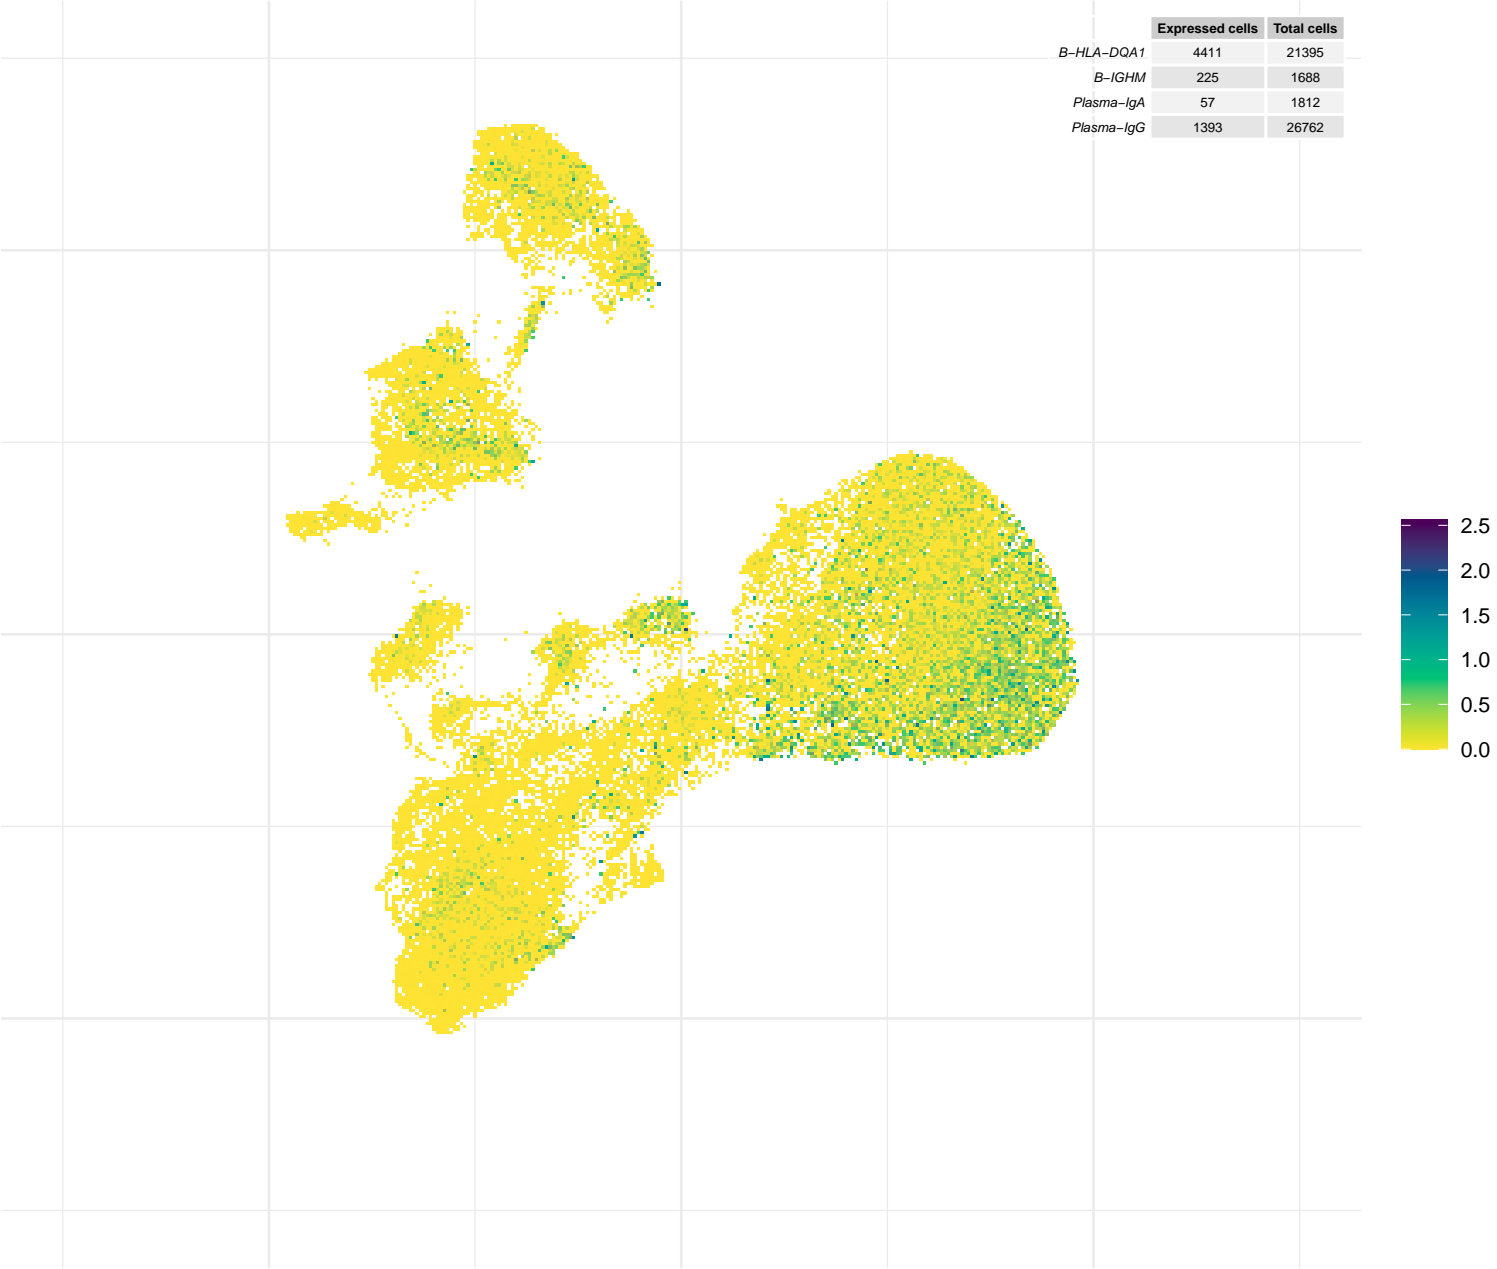 Expressed cells Total cells
B−HLA−DQA1 4411 21395
B−IGHM 225 1688
Plasma−IgA 57 1812
Plasma−IgG 1393 26762
2.5
2.0
1.5
1.0
0.5
0.0